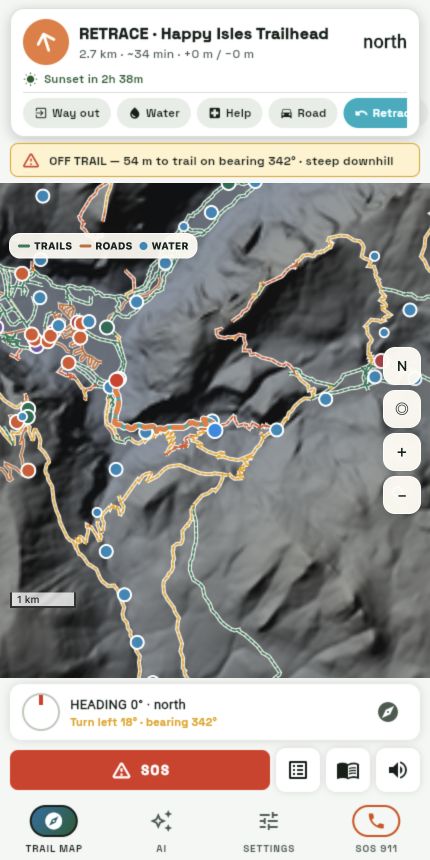 RETRACE · Happy Isles Trailhead
2.7 km · ~34 min · +0 m / −0 m
north
Sunset in 2h 38m
Way out
Water
Help
Road
OFF TRAIL — 54 m to trail on bearing 342° · steep downhill
TRAILS
ROADS
WATER
N
+
−
1 km
HEADING 0° · north
Turn left 18° · bearing 342°
SOS
TRAIL MAP
AI
SETTINGS
SOS 911